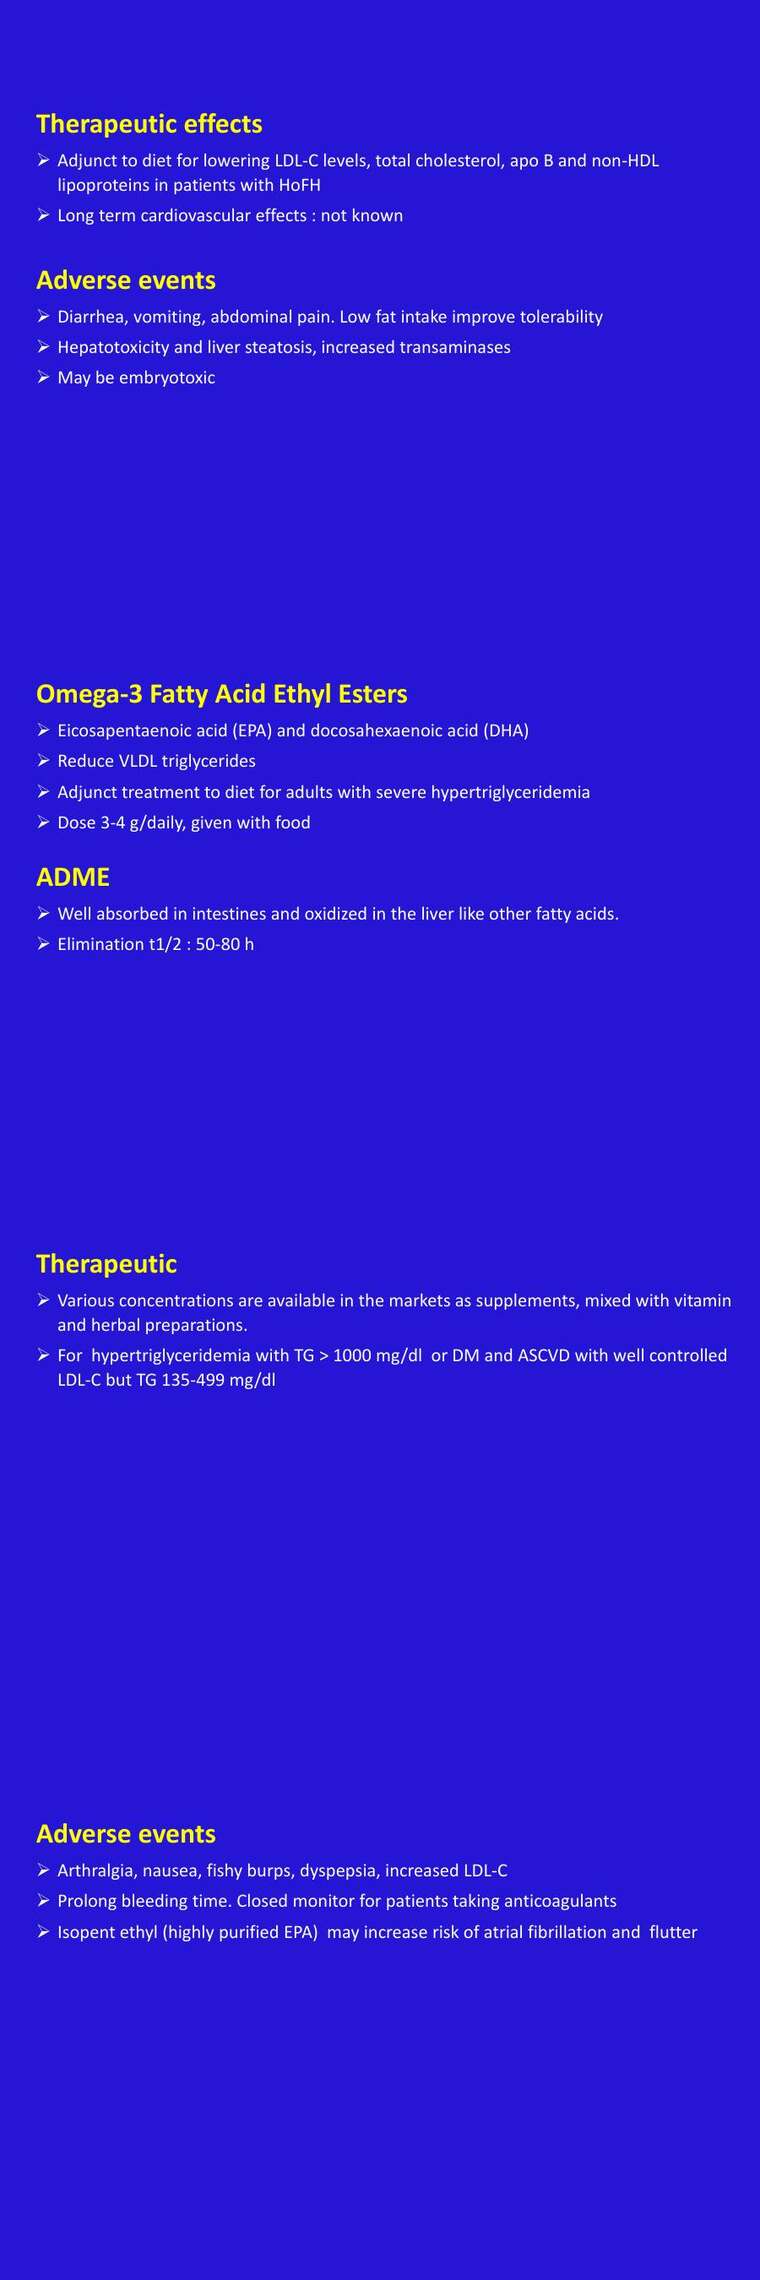 Therapeutic effects
➢ Adjunct to diet for lowering LDL-C levels, total cholesterol, apo B and non-HDL
lipoproteins in patients with HoFH
➢ Long term cardiovascular effects : not known
Adverse events
➢ Diarrhea, vomiting, abdominal pain. Low fat intake improve tolerability
➢ Hepatotoxicity and liver steatosis, increased transaminases
➢ May be embryotoxic
Omega-3 Fatty Acid Ethyl Esters
➢ Eicosapentaenoic acid (EPA) and docosahexaenoic acid (DHA)
➢ Reduce VLDL triglycerides
➢ Adjunct treatment to diet for adults with severe hypertriglyceridemia
➢ Dose 3-4 g/daily, given with food
ADME
➢ Well absorbed in intestines and oxidized in the liver like other fatty acids.
➢ Elimination t1/2 : 50-80 h
Therapeutic
➢ Various concentrations are available in the markets as supplements, mixed with vitamin
and herbal preparations.
➢ For  hypertriglyceridemia with TG > 1000 mg/dl  or DM and ASCVD with well controlled
LDL-C but TG 135-499 mg/dl
Adverse events
➢ Arthralgia, nausea, fishy burps, dyspepsia, increased LDL-C
➢ Prolong bleeding time. Closed monitor for patients taking anticoagulants
➢ Isopent ethyl (highly purified EPA)  may increase risk of atrial fibrillation and  flutter